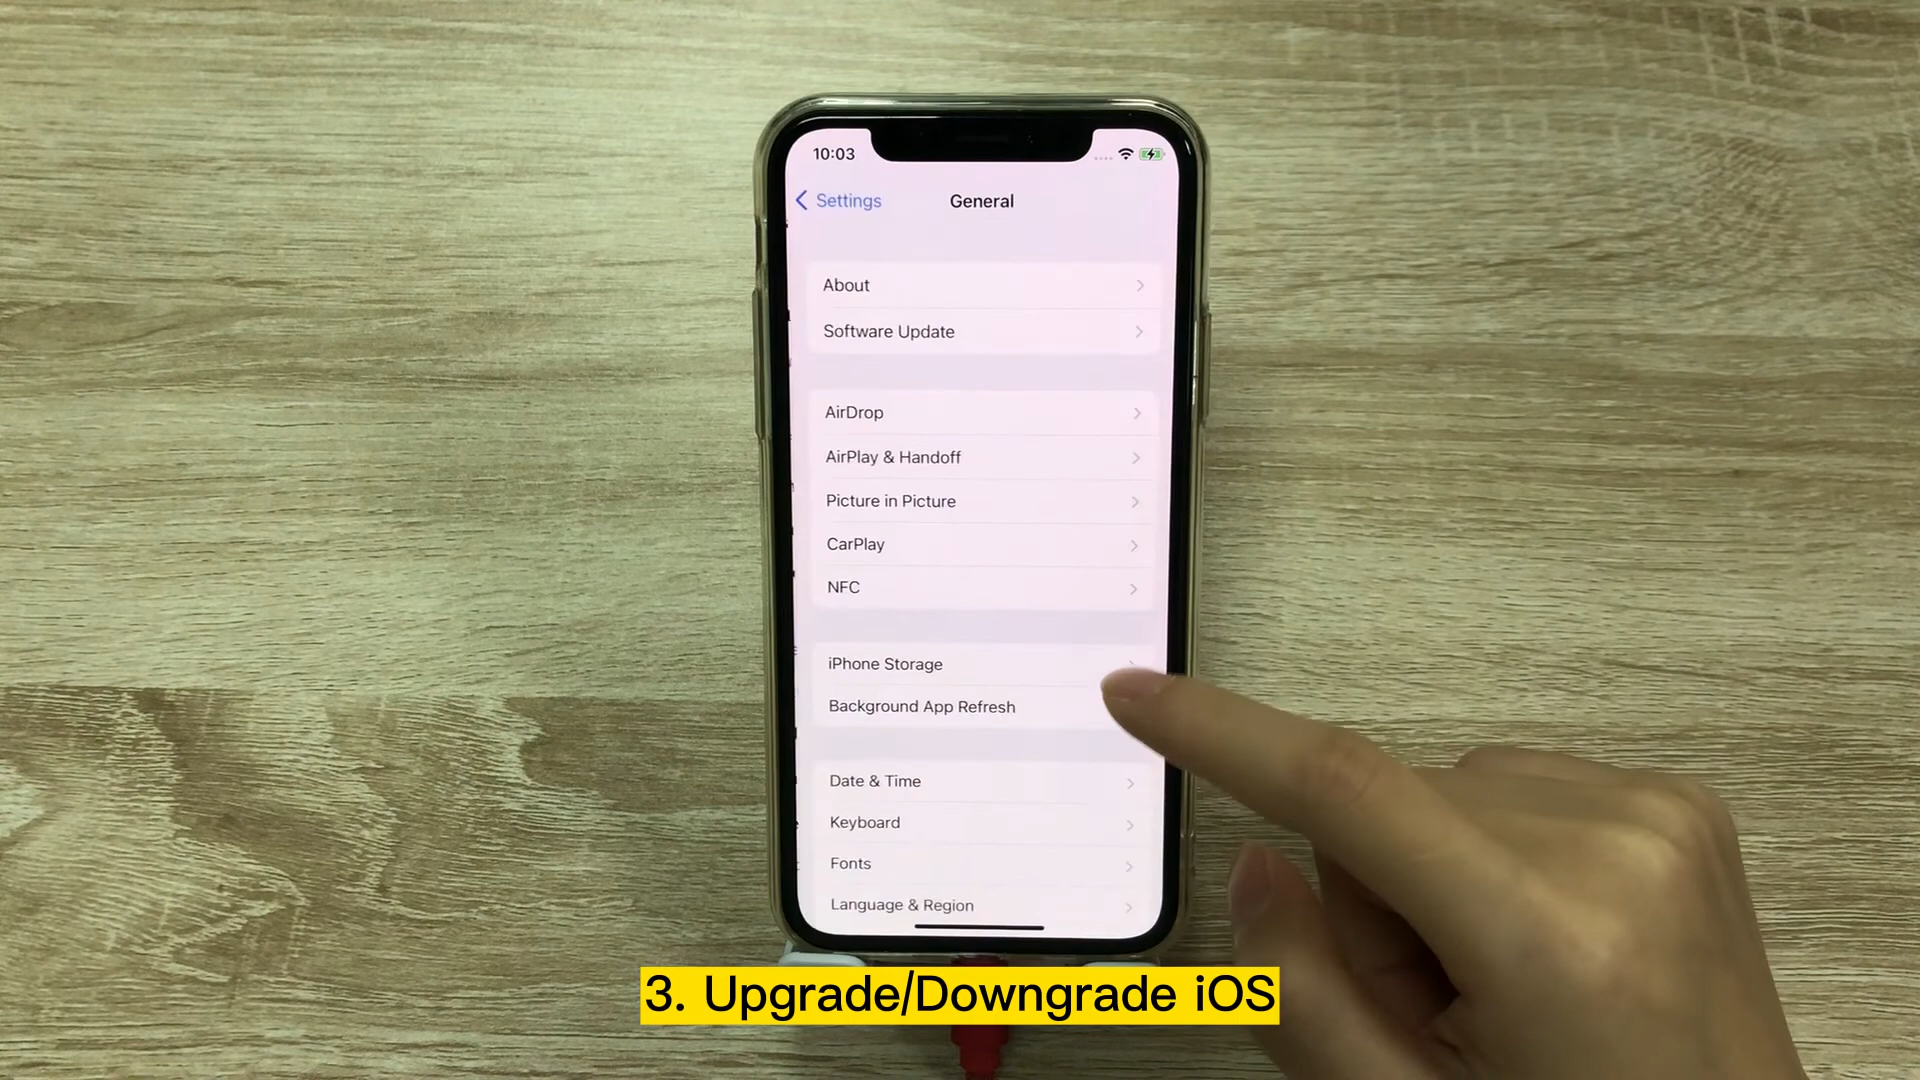 10:03
Settings
General
About
Software Update
AirDrop
AirPlay & Handoff
Picture in Picture
CarPlay
NFC
iPhone Storage
Background App Refresh
Date & Time
Keyboard
Fonts
Language & Region
3. Upgrade/Downgrade iOS